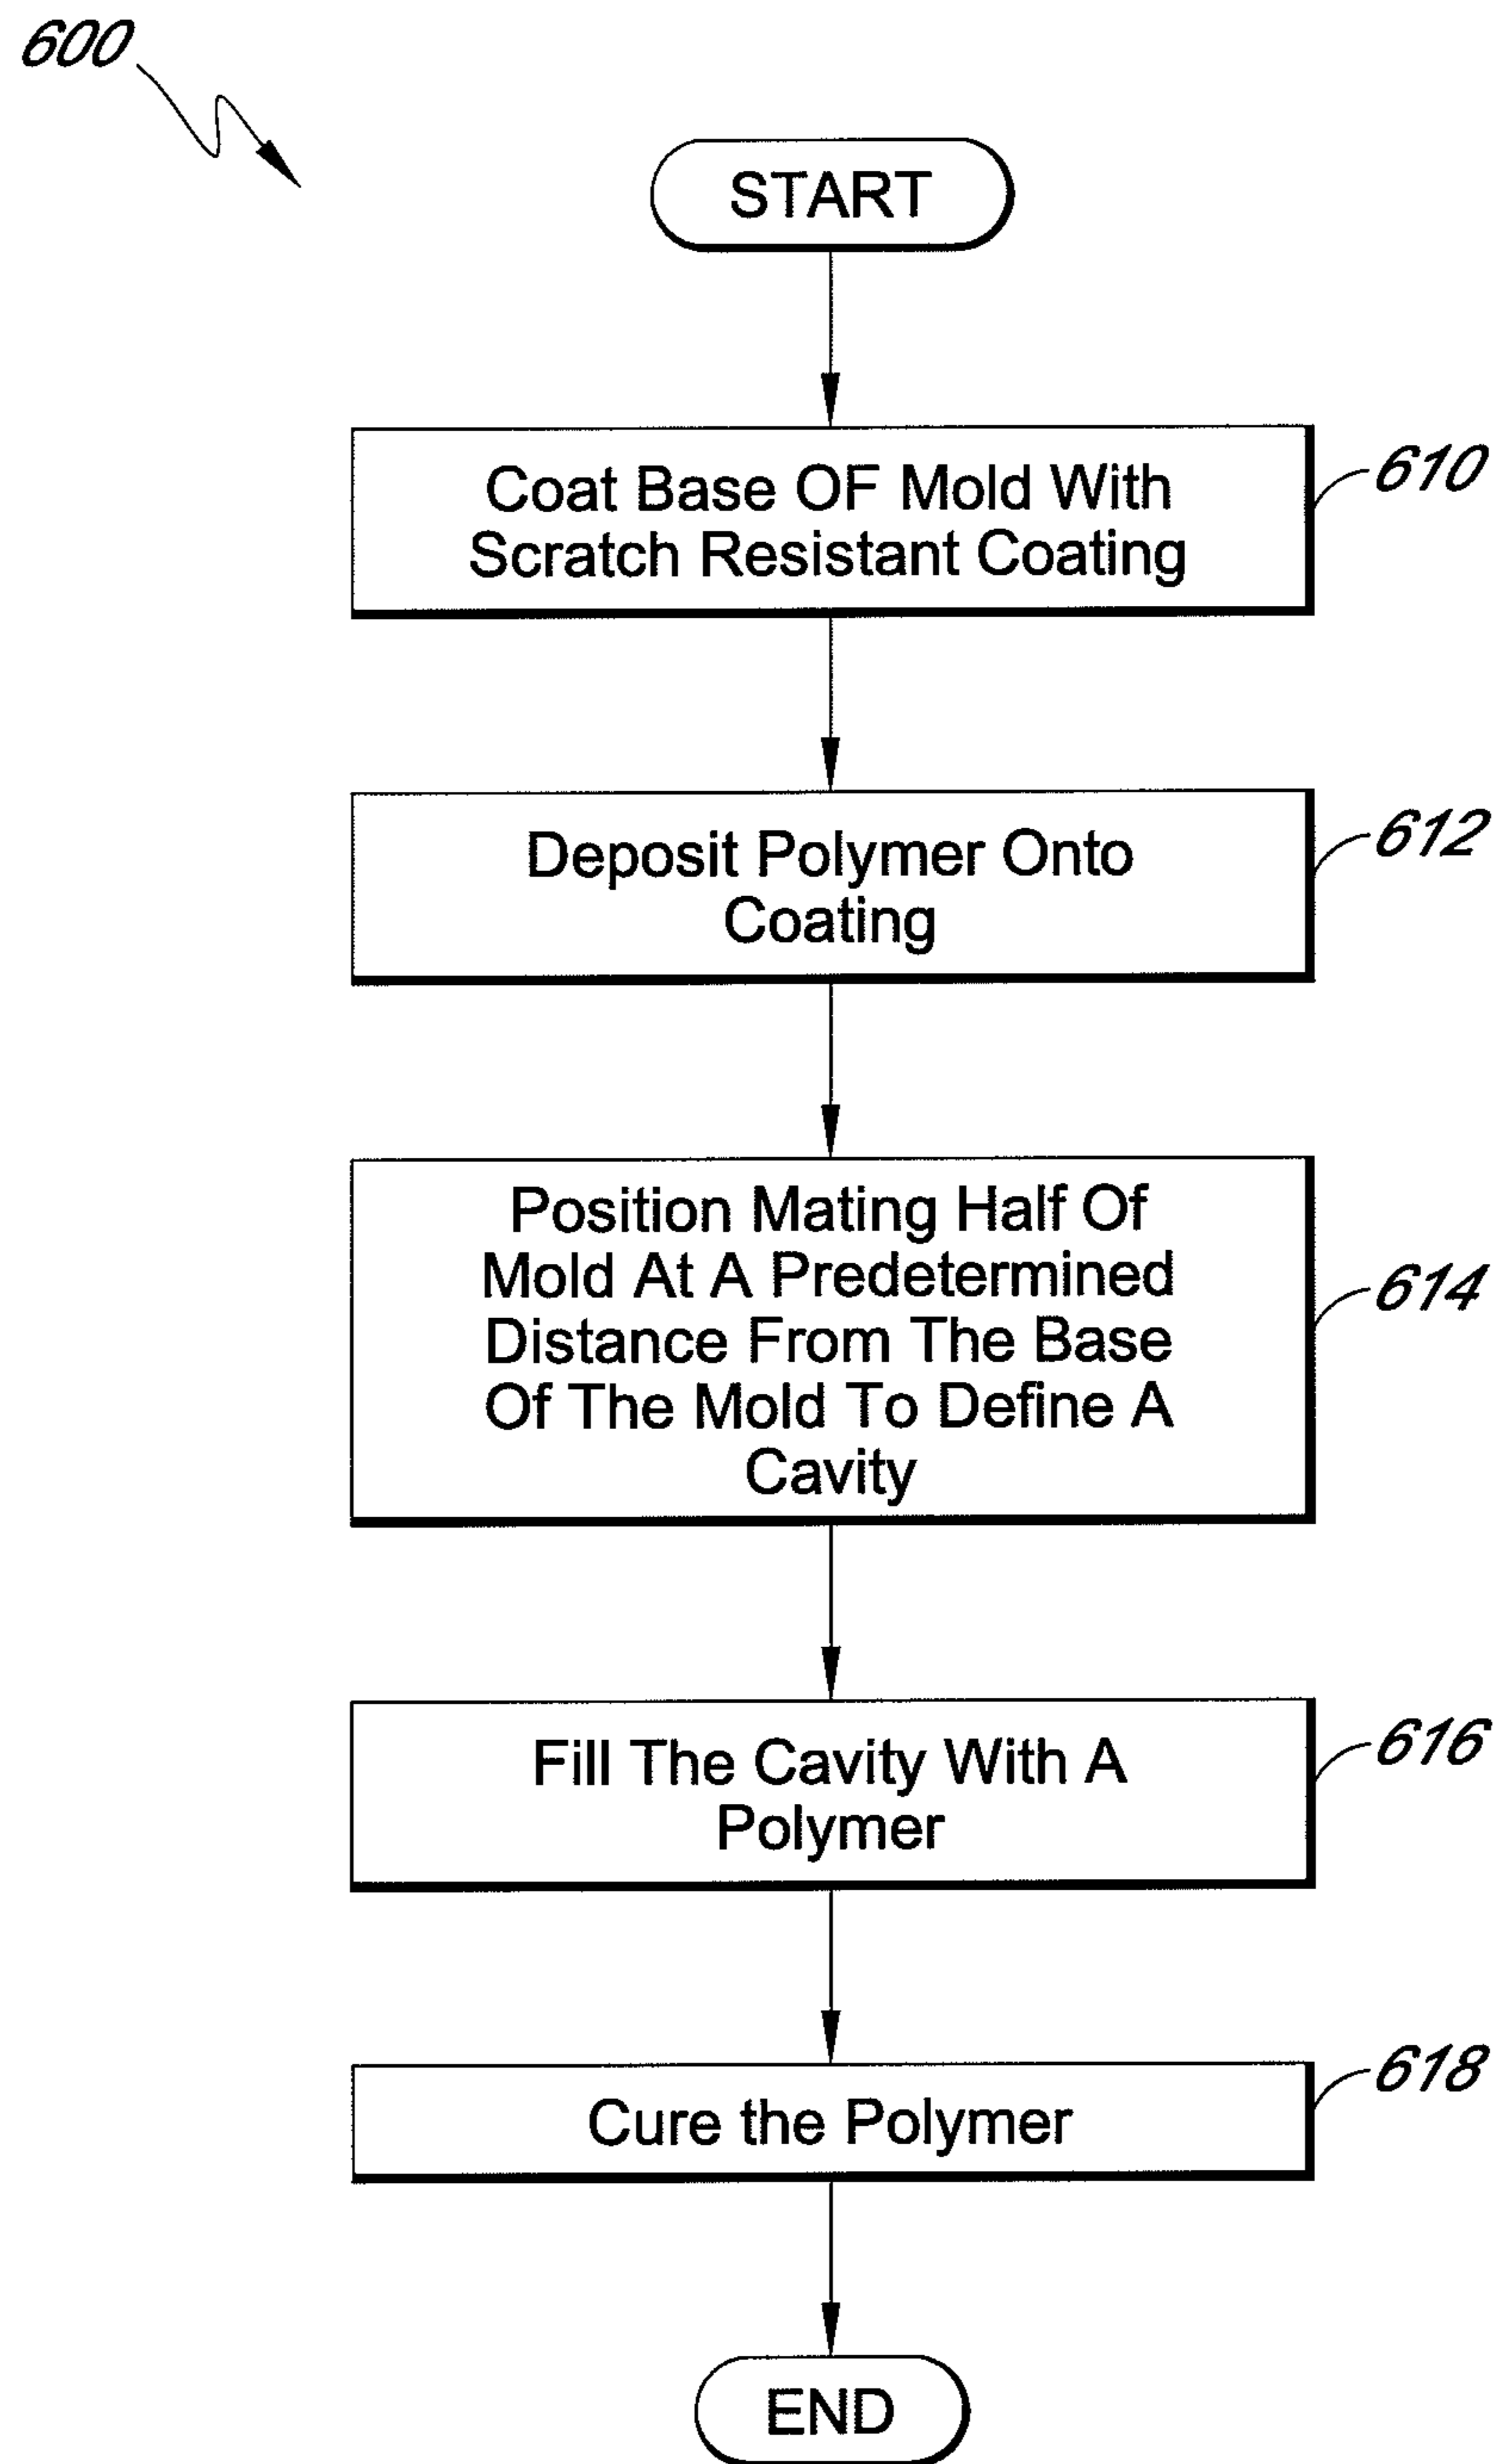 600
START
Coat Base OF Mold With
Scratch Resistant Coating
610
Deposit Polymer Onto
Coating
612
Position Mating Half Of
Mold At A Predetermined
Distance From The Base
Of The Mold To Define A
Cavity
614
Fill The Cavity With A
Polymer
616
Cure the Polymer
618
END